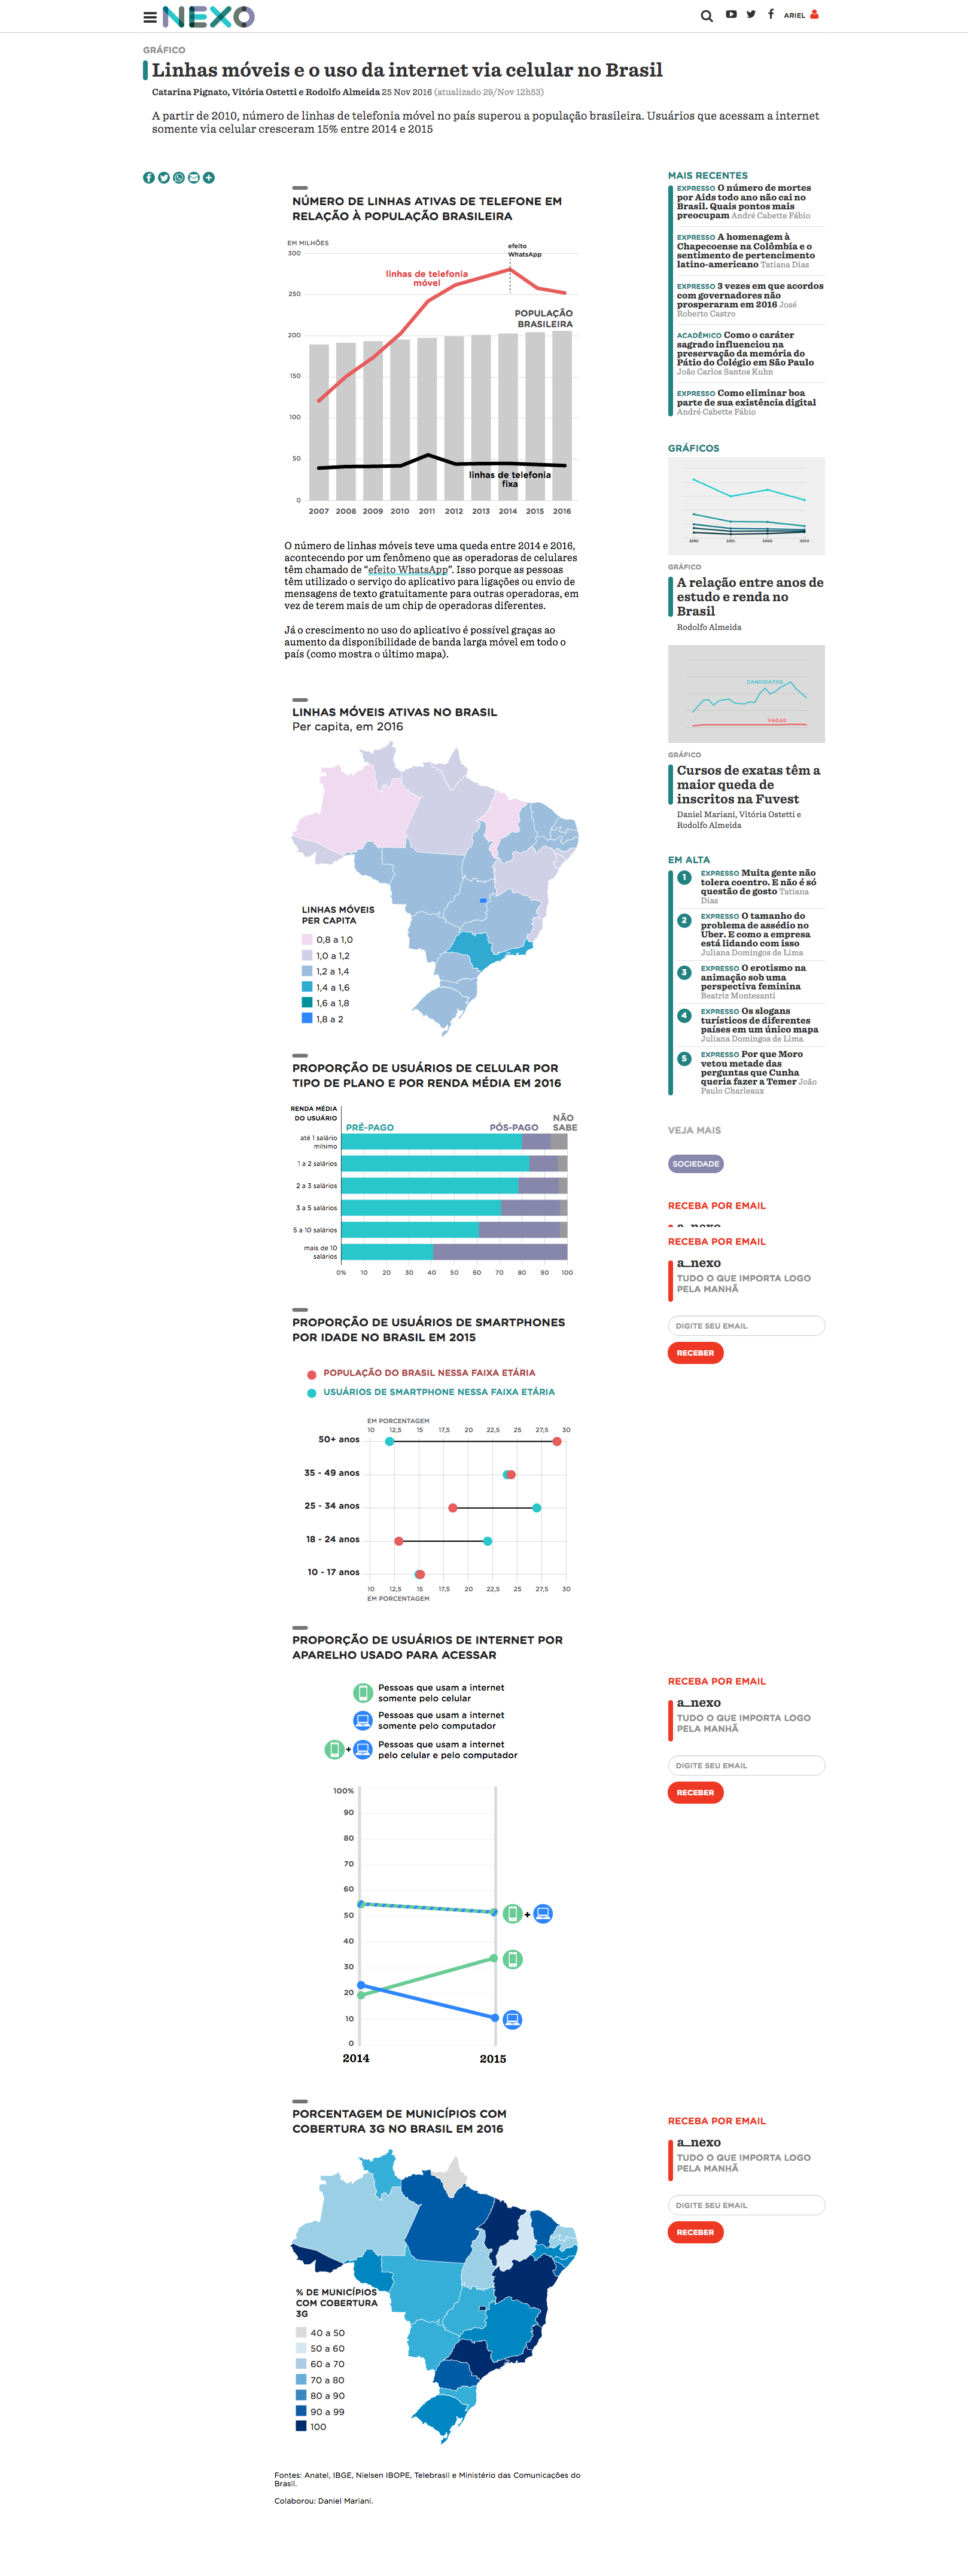 NEXO
ARIEL
GRÁFICO
Linhas móveis e o uso da internet via celular no Brasil
Catarina Pignato, Vitória Ostetti e Rodolfo Almeida 25 Nov 2016 (atualizado 29/Nov 12h53)
A partir de 2010, número de linhas de telefonia móvel no país superou a população brasileira. Usuários que acessam a internet
somente via celular cresceram 15% entre 2014 e 2015
NÚMERO DE LINHAS ATIVAS DE TELEFONE EM
RELAÇÃO À POPULAÇÃO BRASILEIRA
EM MILHÕES
300
250
200
150
100
50
0
efeito
WhatsApp
linhas de telefonia
móvel
POPULAÇÃO
BRASILEIRA
linhas de telefonia
fixa
2007 2008 2009 2010 2011 2012 2013 2014 2015 2016
O número de linhas móveis teve uma queda entre 2014 e 2016,
acontecendo por um fenômeno que as operadoras de celulares
têm chamado de “efeito WhatsApp”. Isso porque as pessoas
têm utilizado o serviço do aplicativo para ligações ou envio de
mensagens de texto gratuitamente para outras operadoras, em
vez de terem mais de um chip de operadoras diferentes.
Já o crescimento no uso do aplicativo é possível graças ao
aumento da disponibilidade de banda larga móvel em todo o
país (como mostra o último mapa).
LINHAS MÓVEIS ATIVAS NO BRASIL
Per capita, em 2016
LINHAS MÓVEIS
PER CAPITA
0,8 a 1,0
1,0 a 1,2
1,2 a 1,4
1,4 a 1,6
1,6 a 1,8
1,8 a 2
PROPORÇÃO DE USUÁRIOS DE CELULAR POR
TIPO DE PLANO E POR RENDA MÉDIA EM 2016
RENDA MÉDIA
DO USUÁRIO
PRÉ-PAGO
PÓS-PAGO
NÃO
SABE
até 1 salário
mínimo
1 a 2 salários
2 a 3 salários
3 a 5 salários
5 a 10 salários
mais de 10
salários
0% 10 20 30 40 50 60 70 80 90 100
PROPORÇÃO DE USUÁRIOS DE SMARTPHONES
POR IDADE NO BRASIL EM 2015
POPULAÇÃO DO BRASIL NESSA FAIXA ETÁRIA
USUÁRIOS DE SMARTPHONE NESSA FAIXA ETÁRIA
EM PORCENTAGEM
10 12,5 15 17,5 20 22,5 25 27,5 30
50+ anos
35 - 49 anos
25 - 34 anos
18 - 24 anos
10 - 17 anos
10 12,5 15 17,5 20 22,5 25 27,5 30
EM PORCENTAGEM
PROPORÇÃO DE USUÁRIOS DE INTERNET POR
APARELHO USADO PARA ACESSAR
Pessoas que usam a internet
somente pelo celular
Pessoas que usam a internet
somente pelo computador
+
Pessoas que usam a internet
pelo celular e pelo computador
100%
90
80
70
60
50
40
30
20
10
0
+
2014 2015
PORCENTAGEM DE MUNICÍPIOS COM
COBERTURA 3G NO BRASIL EM 2016
% DE MUNICÍPIOS
COM COBERTURA
3G
40 a 50
50 a 60
60 a 70
70 a 80
80 a 90
90 a 99
100
Fontes: Anatel, IBGE, Nielsen IBOPE, Telebrasil e Ministério das Comunicações do
Brasil.
Colaborou: Daniel Mariani.
MAIS RECENTES
EXPRESSO O número de mortes
por Aids todo ano não cai no
Brasil. Quais pontos mais
preocupam André Cabette Fábio
EXPRESSO A homenagem à
Chapecoense na Colômbia e o
sentimento de pertencimento
latino-americano Tatiana Dias
EXPRESSO 3 vezes em que acordos
com governadores não
prosperaram em 2016 José
Roberto Castro
ACADÊMICO Como o caráter
sagrado influenciou na
preservação da memória do
Pátio do Colégio em São Paulo
João Carlos Santos Kuhn
EXPRESSO Como eliminar boa
parte de sua existência digital
André Cabette Fábio
GRÁFICOS
1990 1991 2000 2010
GRÁFICO
A relação entre anos de
estudo e renda no
Brasil
Rodolfo Almeida
CANDIDATOS
VAGAS
GRÁFICO
Cursos de exatas têm a
maior queda de
inscritos na Fuvest
Daniel Mariani, Vitória Ostetti e
Rodolfo Almeida
EM ALTA
1 EXPRESSO Muita gente não
tolera coentro. E não é só
questão de gosto Tatiana
Dias
2 EXPRESSO O tamanho do
problema de assédio no
Uber. E como a empresa
está lidando com isso
Juliana Domingos de Lima
3 EXPRESSO O erotismo na
animação sob uma
perspectiva feminina
Beatriz Montesanti
4 EXPRESSO Os slogans
turísticos de diferentes
países em um único mapa
Juliana Domingos de Lima
5 EXPRESSO Por que Moro
vetou metade das
perguntas que Cunha
queria fazer a Temer João
Paulo Charleaux
VEJA MAIS
SOCIEDADE
RECEBA POR EMAIL
a_nexo
RECEBA POR EMAIL
a_nexo
TUDO O QUE IMPORTA LOGO
PELA MANHÃ
DIGITE SEU EMAIL
RECEBER
RECEBA POR EMAIL
a_nexo
TUDO O QUE IMPORTA LOGO
PELA MANHÃ
DIGITE SEU EMAIL
RECEBER
RECEBA POR EMAIL
a_nexo
TUDO O QUE IMPORTA LOGO
PELA MANHÃ
DIGITE SEU EMAIL
RECEBER